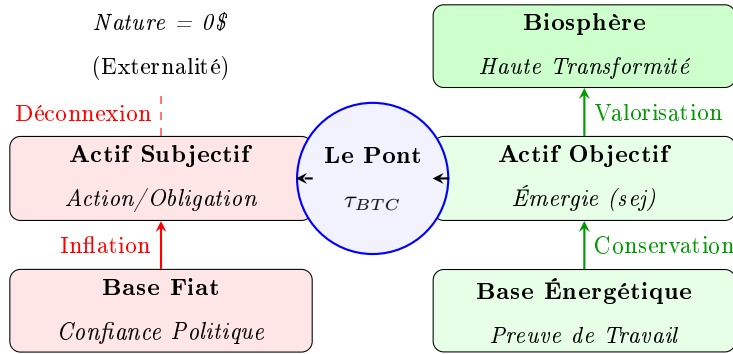 Nature = 0$
(Externalité)
Déconnexion
Actif Subjectif
Action/Obligation
Inflation
Base Fiat
Confiance Politique
Le Pont
τ_BTC
Biosphère
Haute Transformité
Valorisation
Actif Objectif
Émergie (sej)
Conservation
Base Énergétique
Preuve de Travail